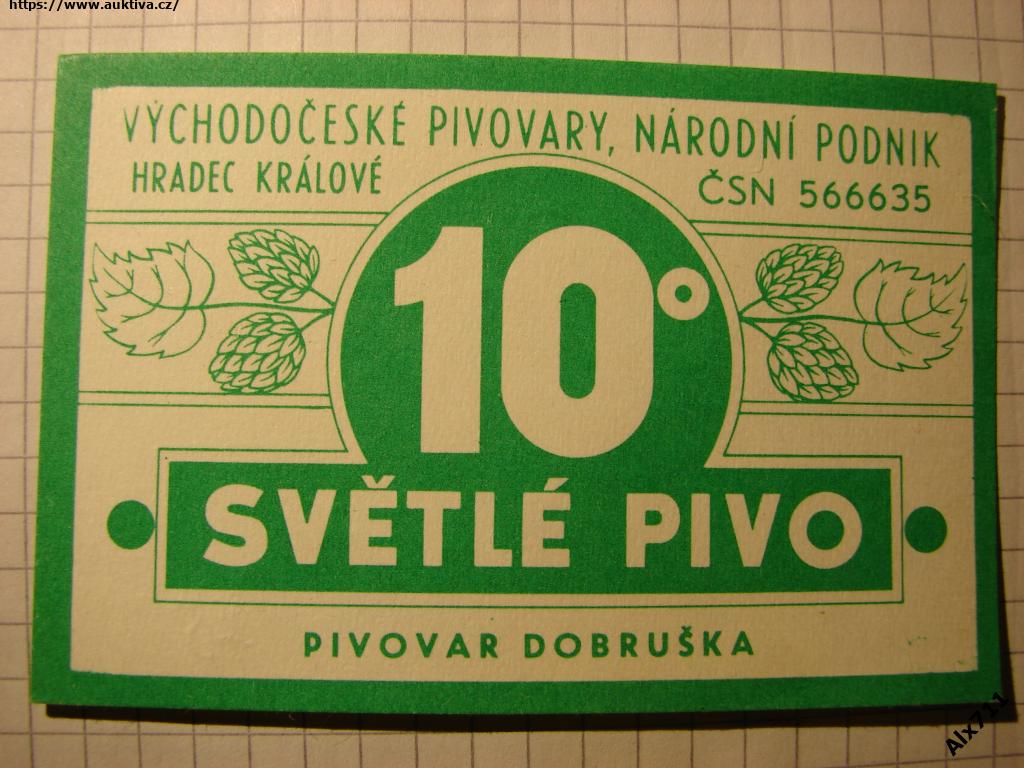 https://www.auktiva.cz/
VÝCHODOČESKÉ PIVOVARY, NÁRODNÍ PODNIK
HRADEC KRÁLOVÉ
ČSN 566635
10°
SVĚTLÉ PIVO
PIVOVAR DOBRUŠKA
Alx711